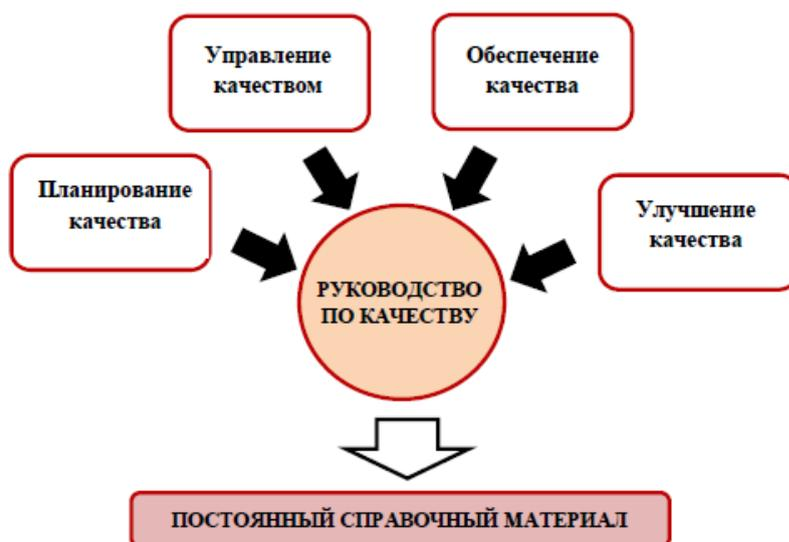 Управление
качеством
Обеспечение
качества
Планирование
качества
Улучшение
качества
РУКОВОДСТВО
ПО КАЧЕСТВУ
ПОСТОЯННЫЙ СПРАВОЧНЫЙ МАТЕРИАЛ